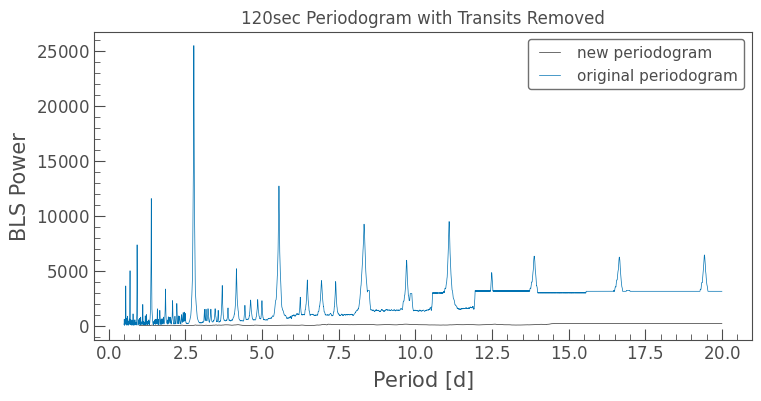 120sec Periodogram with Transits Removed
new periodogram
original periodogram
BLS Power
25000
20000
15000
10000
5000
0
0.0 2.5 5.0 7.5 10.0 12.5 15.0 17.5 20.0
Period [d]